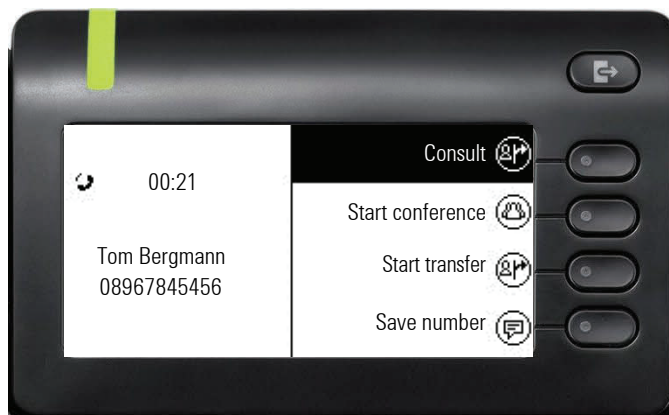 00:21
Tom Bergmann
08967845456
Consult
Start conference
Start transfer
Save number